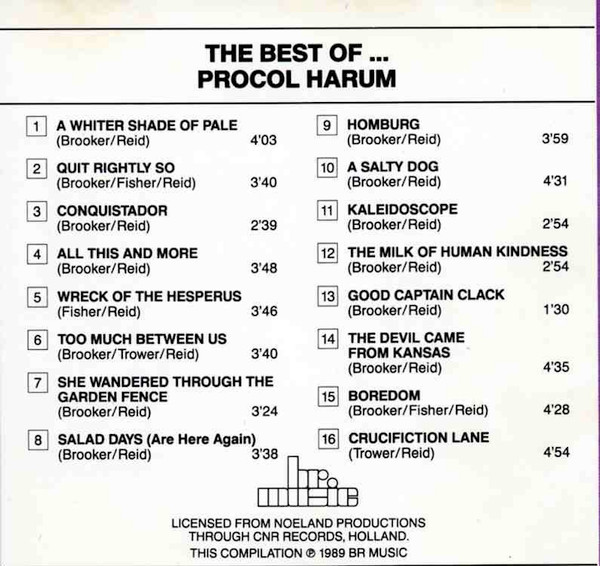 THE BEST OF ...
PROCOL HARUM
1 A WHITER SHADE OF PALE
(Brooker/Reid) 4'03
2 QUIT RIGHTLY SO
(Brooker/Fisher/Reid) 3'40
3 CONQUISTADOR
(Brooker/Reid) 2'39
4 ALL THIS AND MORE
(Brooker/Reid) 3'48
5 WRECK OF THE HESPERUS
(Fisher/Reid) 3'46
6 TOO MUCH BETWEEN US
(Brooker/Trower/Reid) 3'40
7 SHE WANDERED THROUGH THE
GARDEN FENCE
(Brooker/Reid) 3'24
8 SALAD DAYS (Are Here Again)
(Brooker/Reid) 3'38
9 HOMBURG
(Brooker/Reid) 3'59
10 A SALTY DOG
(Brooker/Reid) 4'31
11 KALEIDOSCOPE
(Brooker/Reid) 2'54
12 THE MILK OF HUMAN KINDNESS
(Brooker/Reid) 2'54
13 GOOD CAPTAIN CLACK
(Brooker/Reid) 1'30
14 THE DEVIL CAME
FROM KANSAS
(Brooker/Reid) 4'35
15 BOREDOM
(Brooker/Fisher/Reid) 4'28
16 CRUCIFICTION LANE
(Trower/Reid) 4'54
br
music
LICENSED FROM NOELAND PRODUCTIONS
THROUGH CNR RECORDS, HOLLAND.
THIS COMPILATION ℗ 1989 BR MUSIC